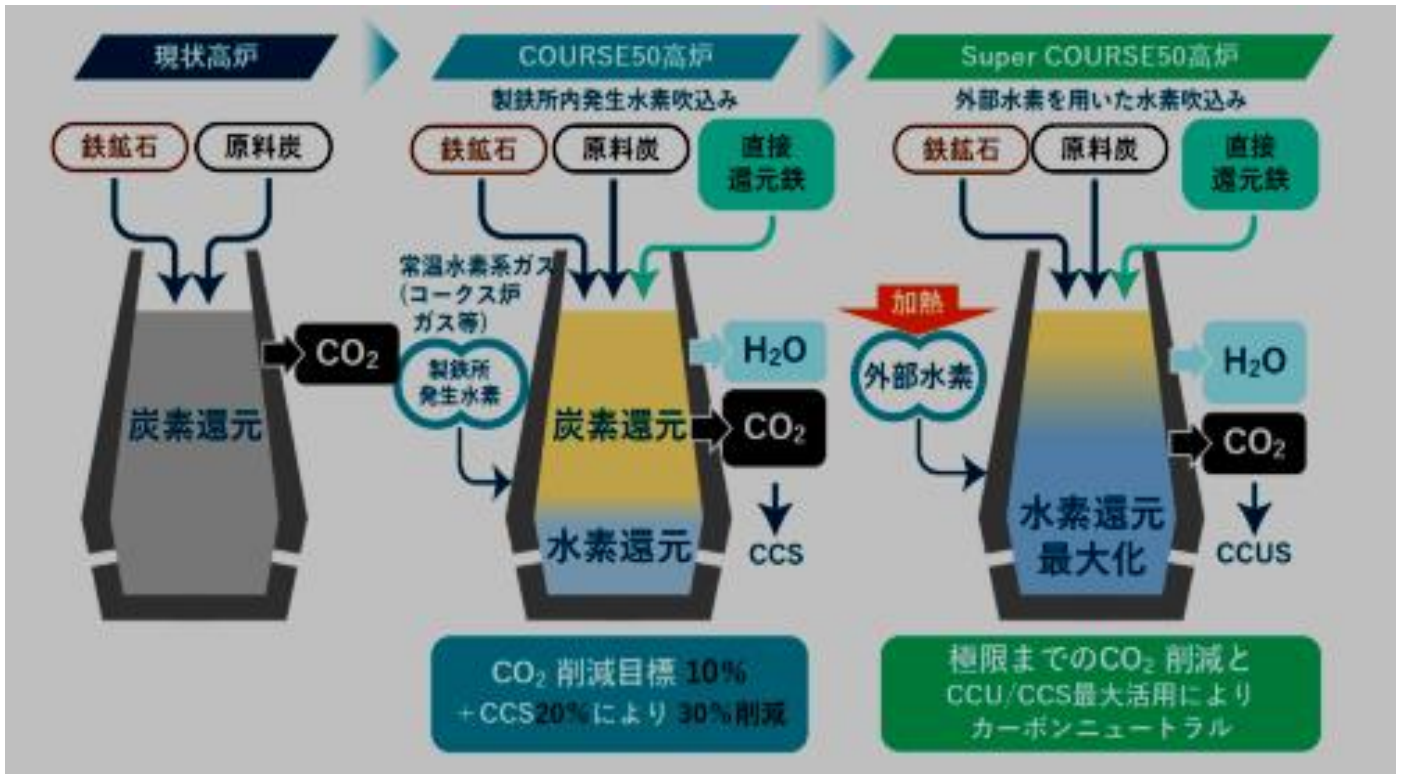 現状高炉
COURSE50高炉
Super COURSE50高炉
製鉄所内発生水素吹込み
外部水素を用いた水素吹込み
鉄鉱石
原料炭
鉄鉱石
原料炭
直接
還元鉄
鉄鉱石
原料炭
直接
還元鉄
常温水素系ガス
(コークス炉
ガス等)
製鉄所
発生水素
加熱
外部水素
炭素還元
CO₂
炭素還元
水素還元
H₂O
CO₂
CCS
水素還元
最大化
H₂O
CO₂
CCUS
CO₂ 削減目標 10%
+CCS20%により 30%削減
極限までのCO₂ 削減と
CCU/CCS最大活用により
カーボンニュートラル